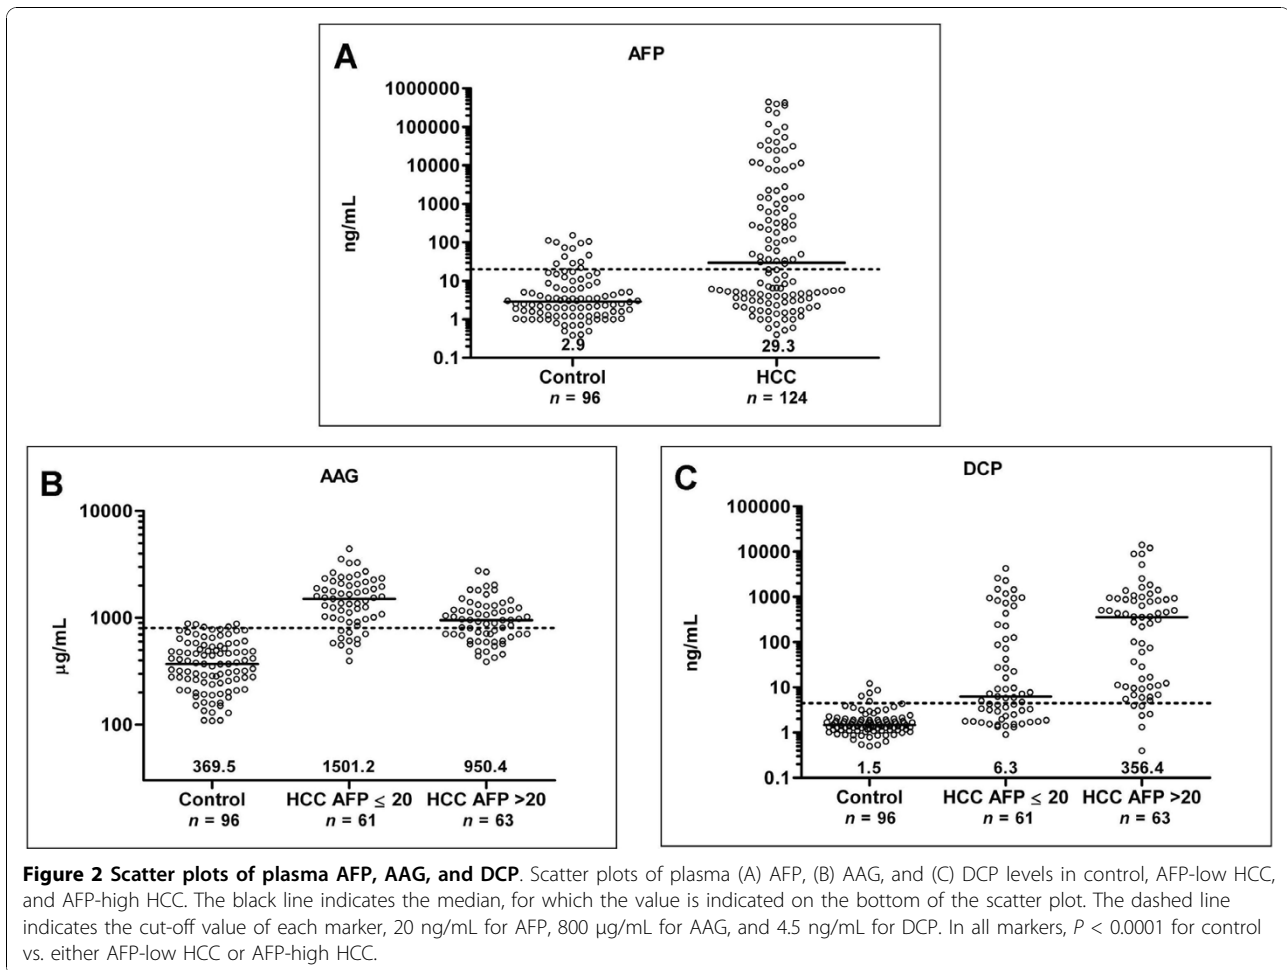 A
AFP
1000000
100000
10000
1000
100
10
1
0.1
ng/mL
2.9
29.3
Control
HCC
n = 96
n = 124
B
AAG
10000
1000
100
µg/mL
369.5
1501.2
950.4
Control
HCC AFP ≤ 20
HCC AFP >20
n = 96
n = 61
n = 63
C
DCP
100000
10000
1000
100
10
1
0.1
ng/mL
1.5
6.3
356.4
Control
HCC AFP ≤ 20
HCC AFP >20
n = 96
n = 61
n = 63
Figure 2 Scatter plots of plasma AFP, AAG, and DCP. Scatter plots of plasma (A) AFP, (B) AAG, and (C) DCP levels in control, AFP-low HCC,
and AFP-high HCC. The black line indicates the median, for which the value is indicated on the bottom of the scatter plot. The dashed line
indicates the cut-off value of each marker, 20 ng/mL for AFP, 800 μg/mL for AAG, and 4.5 ng/mL for DCP. In all markers, P < 0.0001 for control
vs. either AFP-low HCC or AFP-high HCC.